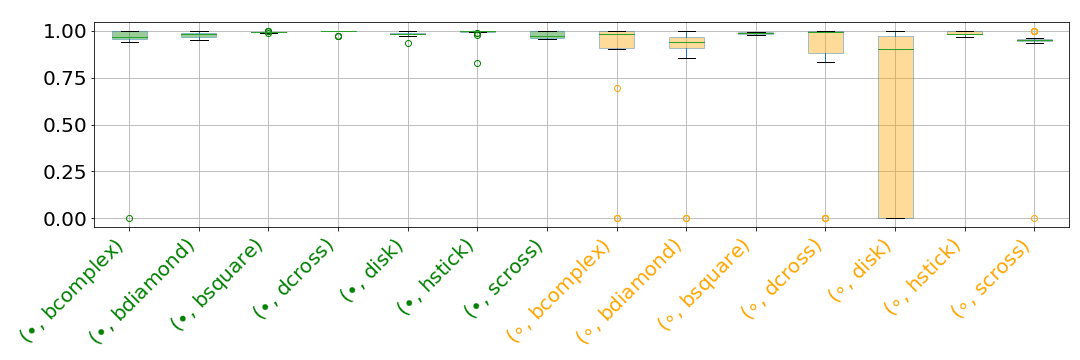 1.00
0.75
0.50
0.25
0.00
(•, bcomplex)
(•, bdiamond)
(•, bsquare)
(•, dcross)
(•, disk)
(•, hstick)
(•, scross)
(∘, bcomplex)
(∘, bdiamond)
(∘, bsquare)
(∘, dcross)
(∘, disk)
(∘, hstick)
(∘, scross)